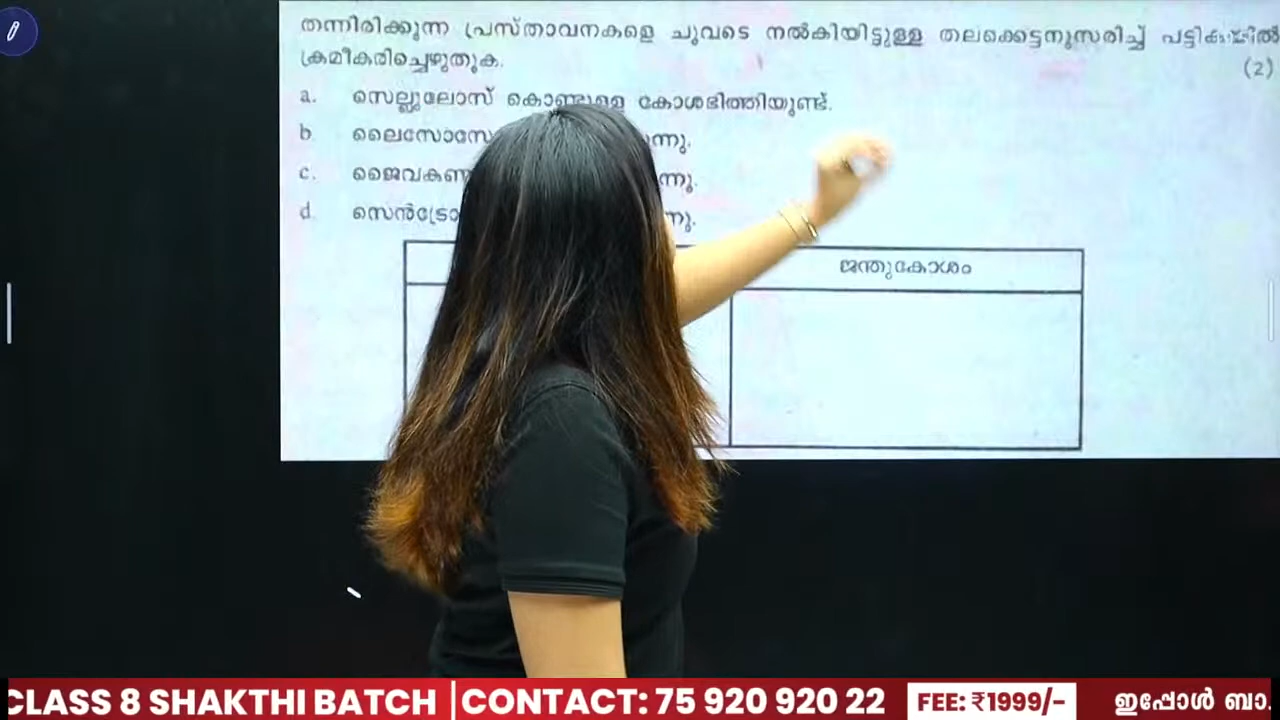 തന്നിരിക്കുന്ന പ്രസ്താവനകളെ ചുവടെ നൽകിയിട്ടുള്ള തലക്കെട്ടനുസരിച്ച് പട്ടികയിൽ
ക്രമീകരിച്ചെഴുതുക. (2)
a. സെല്ലുലോസ് കൊണ്ടുള്ള കോശഭിത്തിയുണ്ട്.
b ലൈസോസോ ന്നു.
c. ജൈവകണ ന്നു.
d. സെൻട്രോ ന്നു.
ജന്തുകോശം
CLASS 8 SHAKTHI BATCH | CONTACT: 75 920 920 22 FEE: ₹1999/- ഇപ്പോൾ ബാ